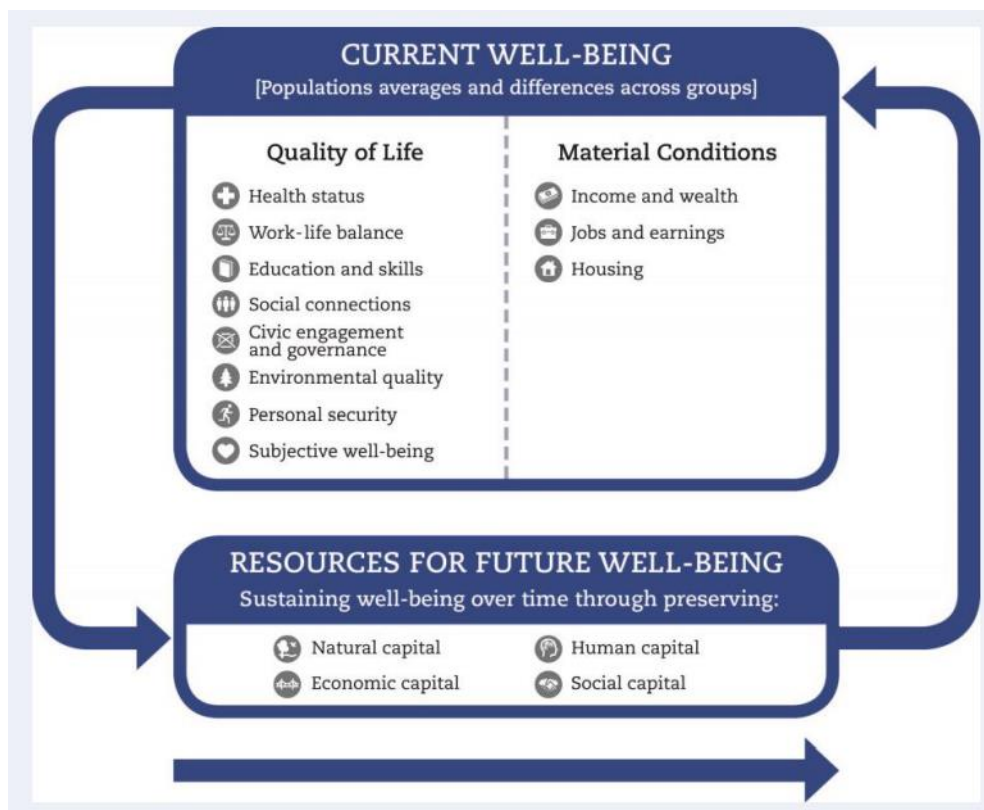 CURRENT WELL-BEING
[Populations averages and differences across groups]
Quality of Life
Health status
Work-life balance
Education and skills
Social connections
Civic engagement
and governance
Environmental quality
Personal security
Subjective well-being
Material Conditions
Income and wealth
Jobs and earnings
Housing
RESOURCES FOR FUTURE WELL-BEING
Sustaining well-being over time through preserving:
Natural capital
Human capital
Economic capital
Social capital